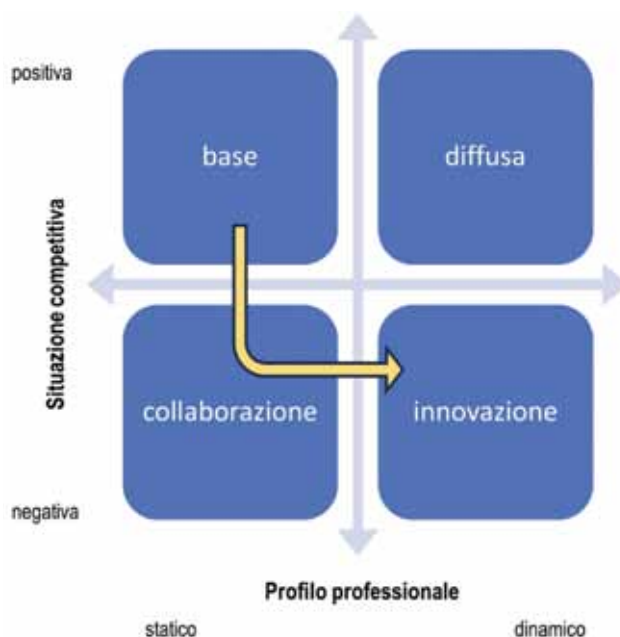 positiva
base
diffusa
Situazione competitiva
collaborazione
innovazione
negativa
Profilo professionale
statico
dinamico